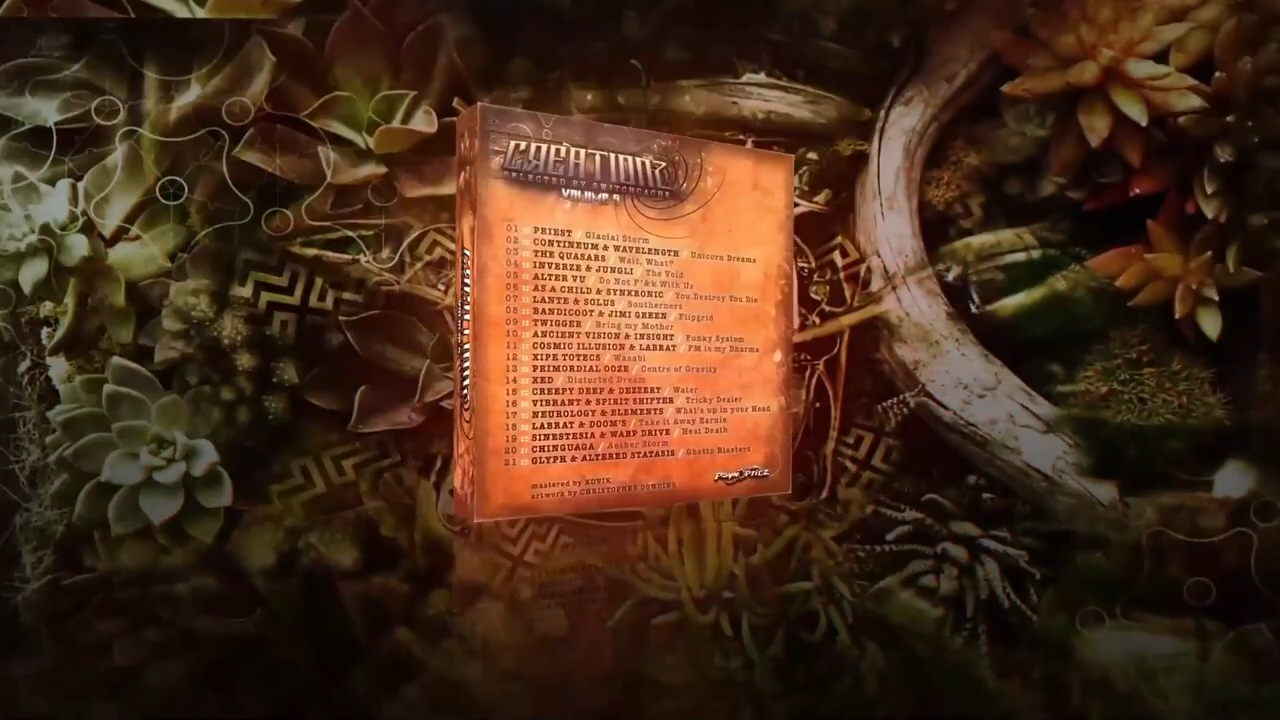 CREATIONZ
SELECTED BY SWITCHCACHE
VOLUME 5
01 :: PRIEST / Glacial Storm
02 :: CONTINEUM & WAVELENGTH / Unicorn Dreams
03 :: THE QUASARS / Wait, What?
04 :: INVERZE & JUNGLI / The Void
05 :: ALTER VU / Do Not F*&k With Us
06 :: AS A CHILD & SYNKRONIC / You Destroy You Die
07 :: LANTE & SOLUS / Southerners
08 :: BANDICOOT & JIMI GREEN / Flipgrid
09 :: TWIGGER / Bring my Mother
10 :: ANCIENT VISION & INSIGHT / Funky System
11 :: COSMIC ILLUSION & LABRAT / FM is my Dharma
12 :: XIPE TOTECS / Wasabi
13 :: PRIMORDIAL OOZE / Centre of Gravity
14 :: XED / Distorted Dream
15 :: CREEPY DEEP & DEZZERT / Water
16 :: VIBRANT & SPIRIT SHIFTER / Tricky Dealer
17 :: NEUROLOGY & ELEMENTS / What's up in your Head
18 :: LABRAT & DOOM'S / Take it Away Earnie
19 :: SINESTESIA & WARP DRIVE / Heat Death
20 :: CHINGUAGA / Aether Storm
21 :: GLYPH & ALTERED STATASIS / Ghetto Blasters
mastered by KOVIK
artwork by CHRISTOPHER DOWNING